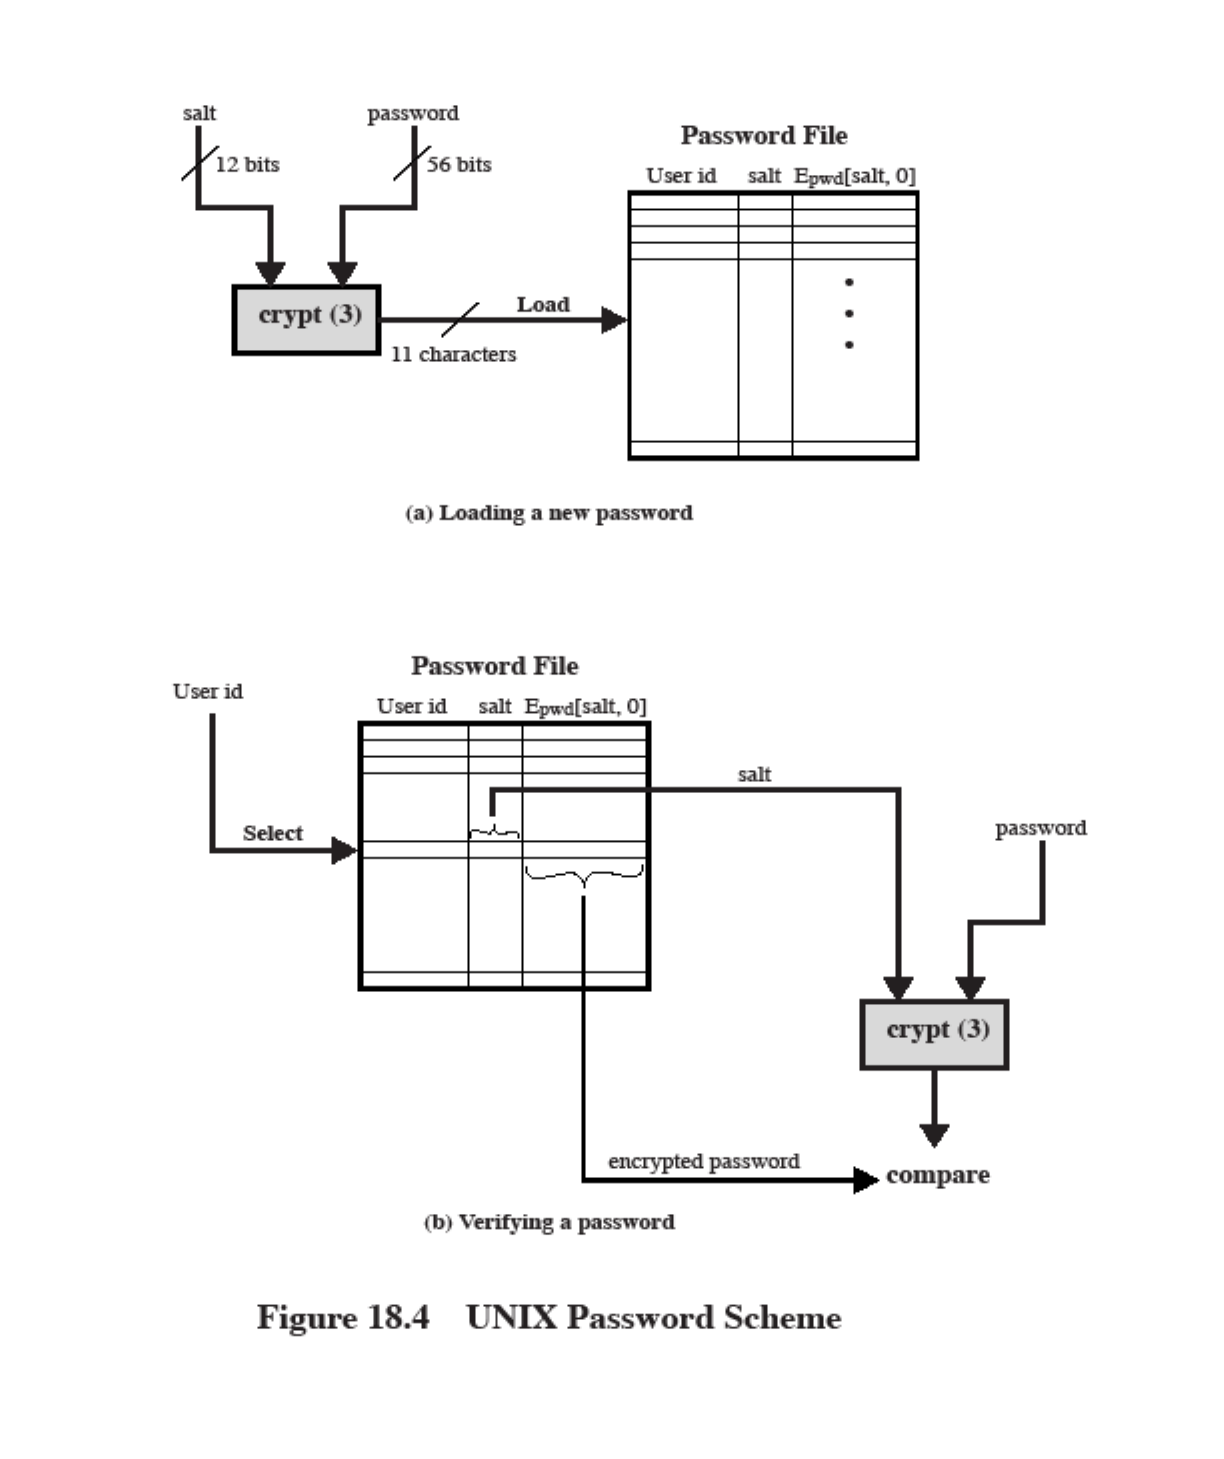 salt password
12 bits 56 bits
Password File
User id salt Epwd[salt, 0]
crypt (3)
Load
11 characters
(a) Loading a new password
Password File
User id
User id salt Epwd[salt, 0]
salt
Select
password
crypt (3)
encrypted password
compare
(b) Verifying a password
Figure 18.4 UNIX Password Scheme